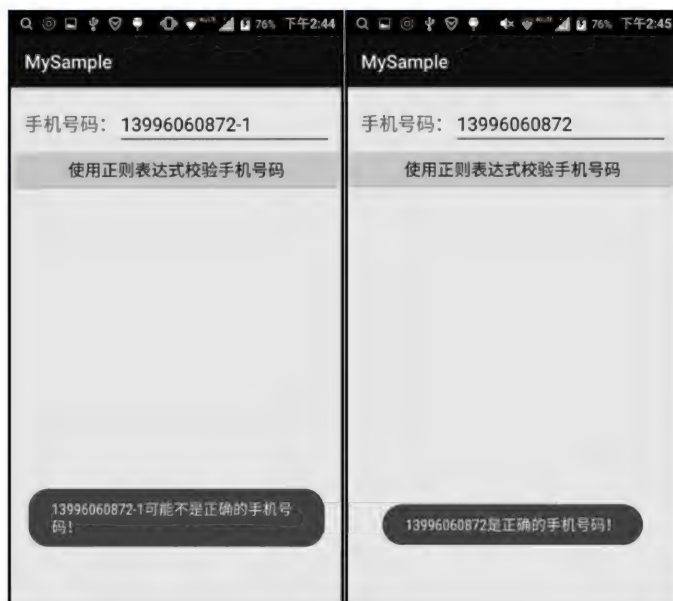 76% 下午2:44
MySample
手机号码: 13996060872-1
使用正则表达式校验手机号码
13996060872-1可能不是正确的手机号
码!
76% 下午2:45
MySample
手机号码: 13996060872
使用正则表达式校验手机号码
13996060872是正确的手机号码!